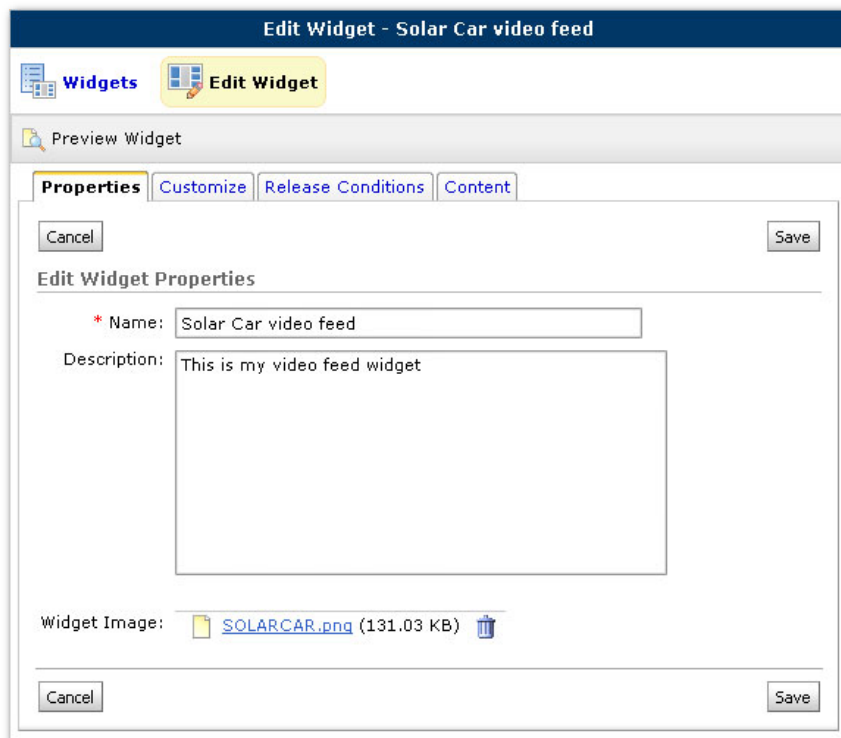 Edit Widget - Solar Car video feed
Widgets Edit Widget
Preview Widget
Properties Customize Release Conditions Content
Cancel Save
Edit Widget Properties
* Name: Solar Car video feed
Description: This is my video feed widget
Widget Image: SOLARCAR.png (131.03 KB)
Cancel Save